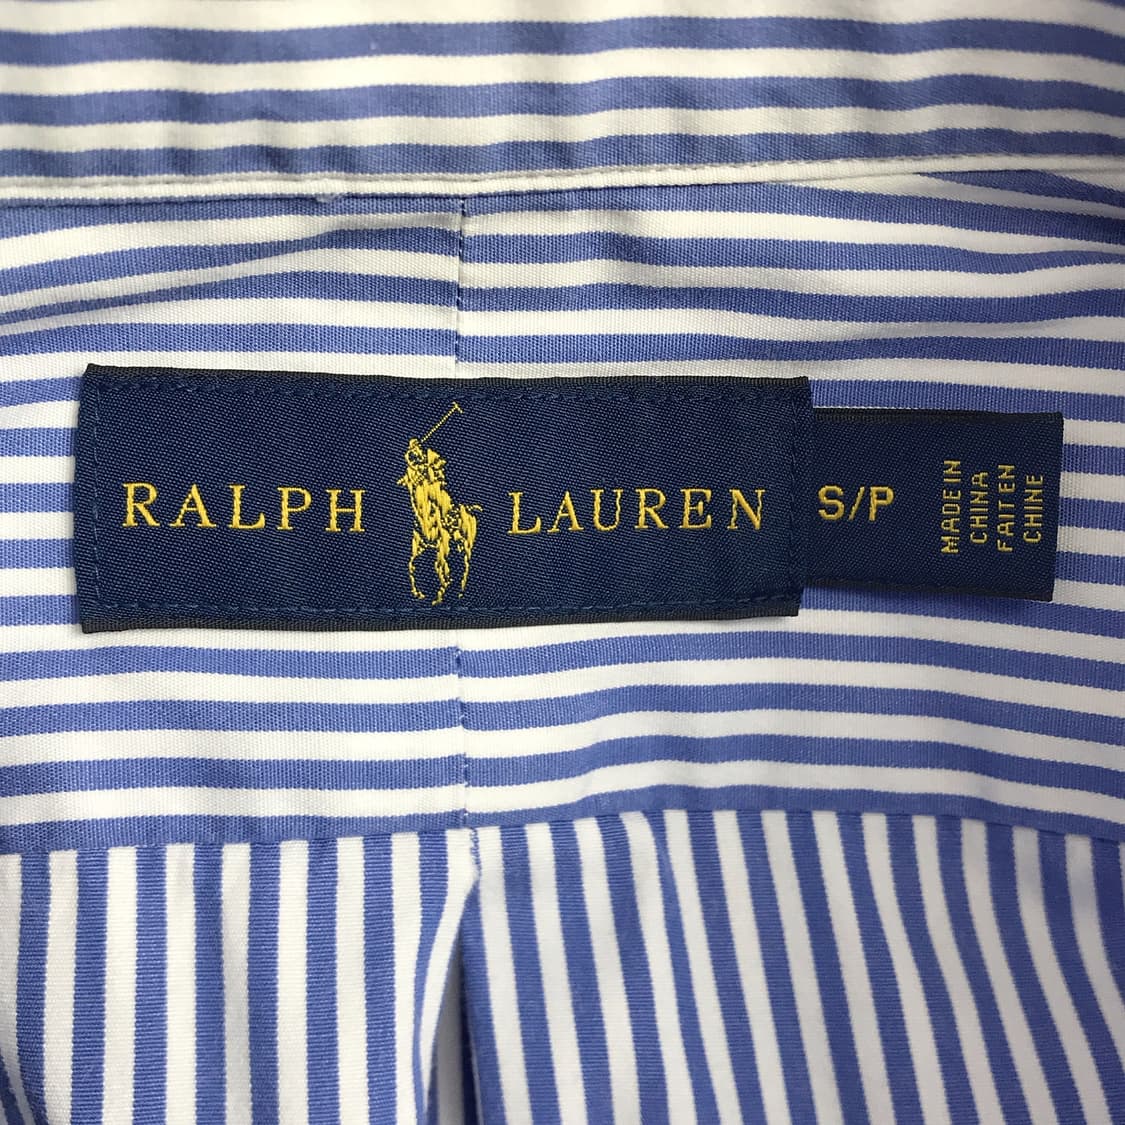 RALPH LAUREN
S/P
MADE IN
CHINA
FAIT EN
CHINE